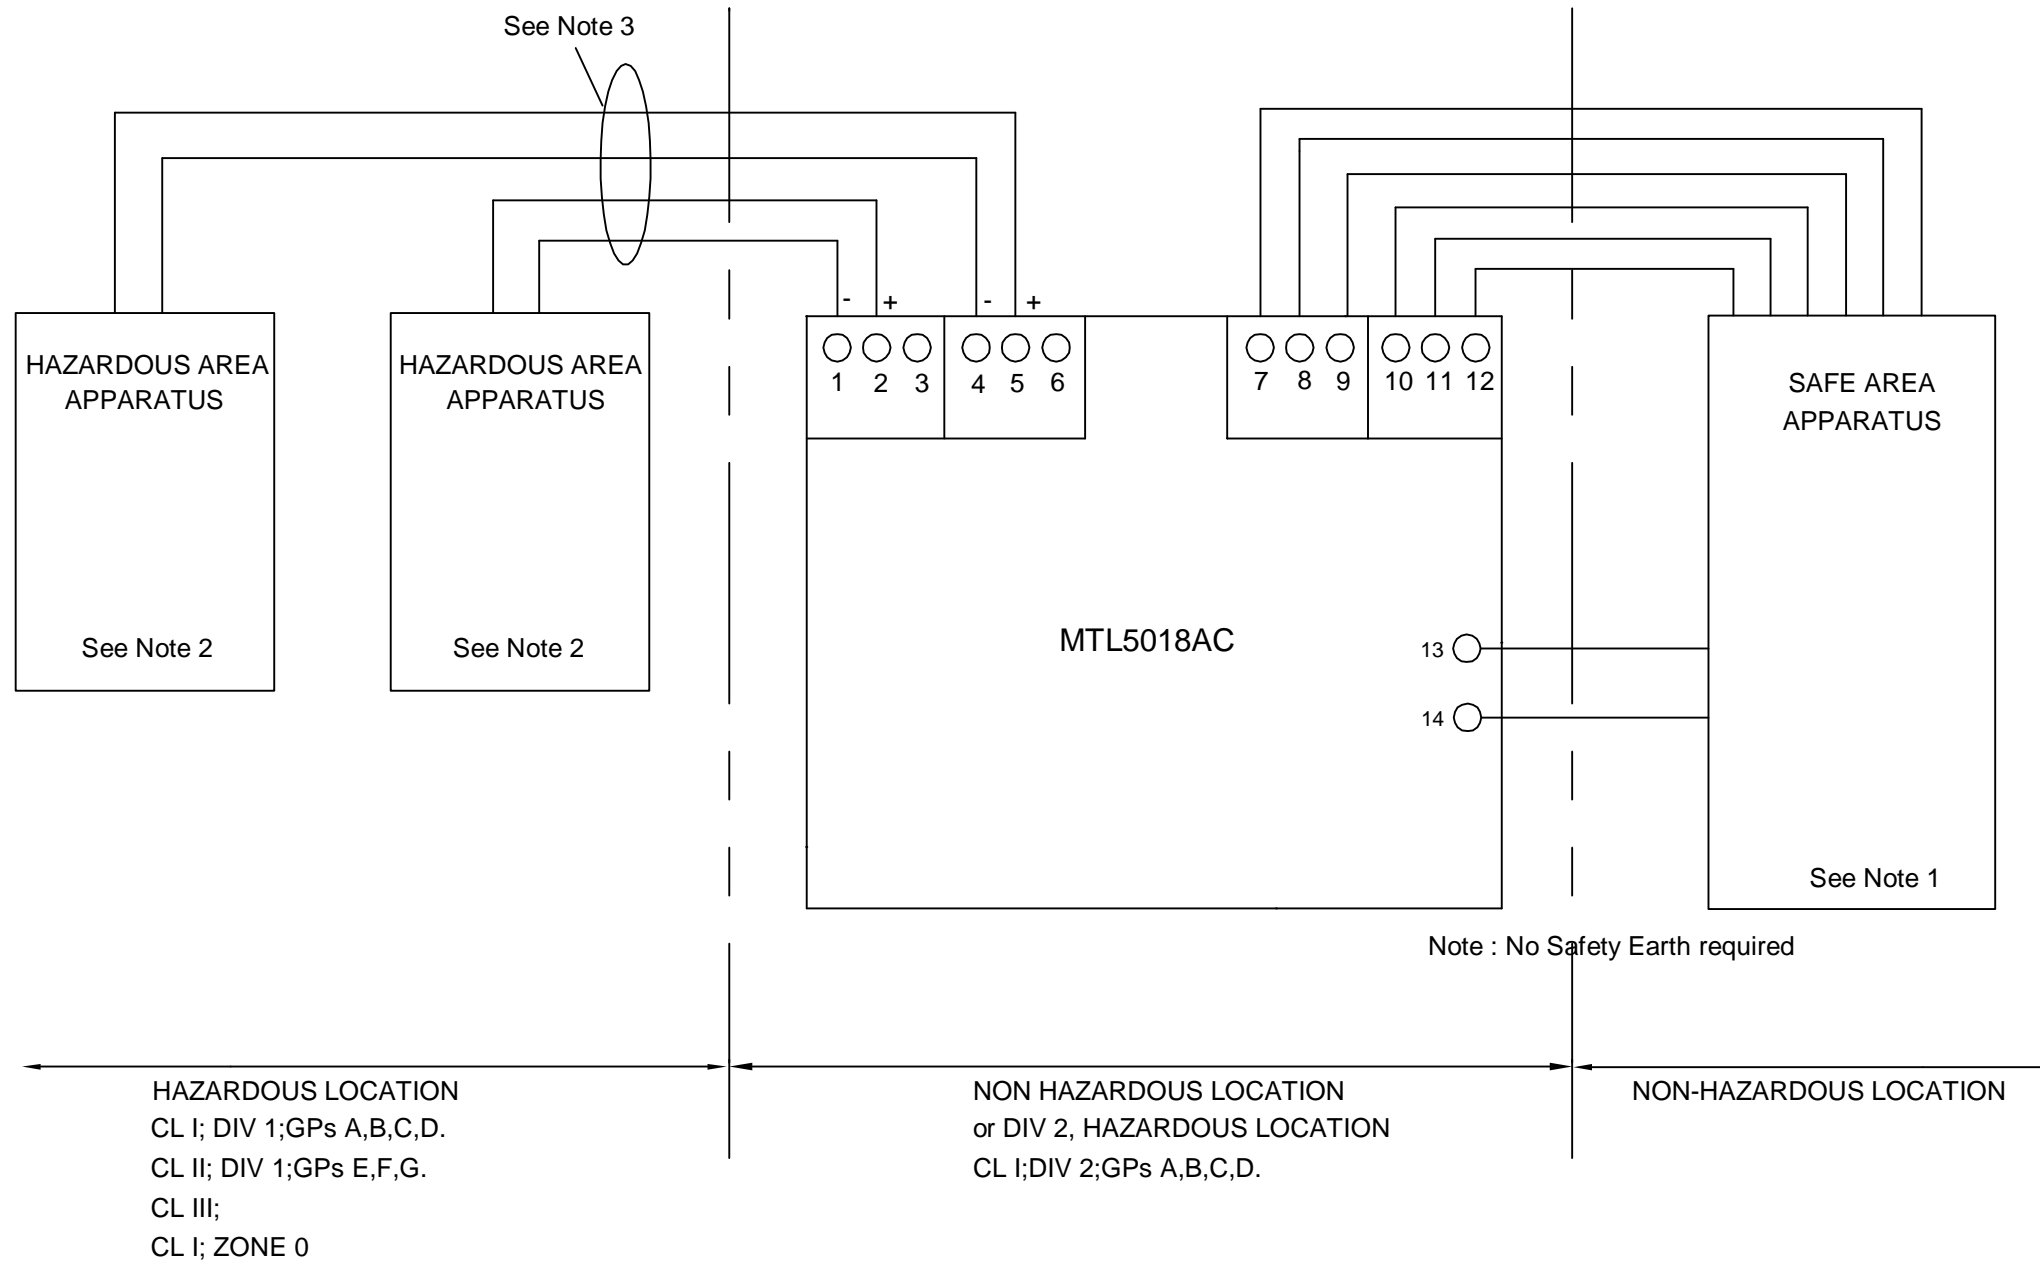 See Note 3
- + - +
HAZARDOUS AREA
APPARATUS
See Note 2
HAZARDOUS AREA
APPARATUS
See Note 2
1 2 3 4 5 6 7 8 9 10 11 12
MTL5018AC
13
14
SAFE AREA
APPARATUS
See Note 1
Note : No Safety Earth required
HAZARDOUS LOCATION
CL I; DIV 1;GPs A,B,C,D.
CL II; DIV 1;GPs E,F,G.
CL III;
CL I; ZONE 0
NON HAZARDOUS LOCATION
or DIV 2, HAZARDOUS LOCATION
CL I;DIV 2;GPs A,B,C,D.
NON-HAZARDOUS LOCATION